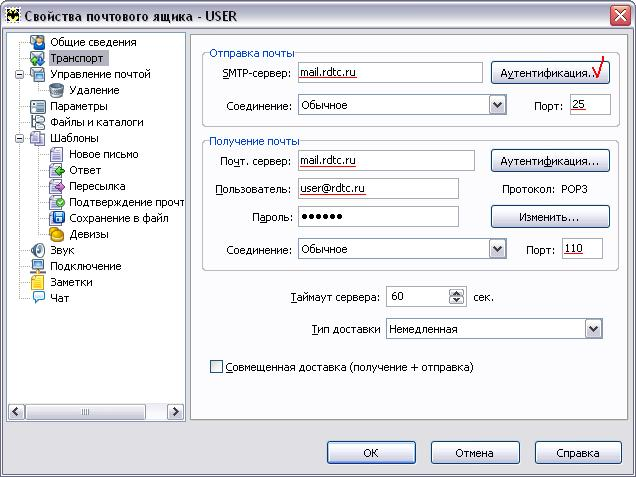 Свойства почтового ящика - USER
Общие сведения
Транспорт
Управление почтой
Удаление
Параметры
Файлы и каталоги
Шаблоны
Новое письмо
Ответ
Пересылка
Подтверждение прочт
Сохранение в файл
Девизы
Звук
Подключение
Заметки
Чат
Отправка почты
SMTP-сервер: mail.rdtc.ru Аутентификация...
Соединение: Обычное Порт: 25
Получение почты
Почт. сервер: mail.rdtc.ru Аутентификация...
Пользователь: user@rdtc.ru Протокол: POP3
Пароль: •••••• Изменить...
Соединение: Обычное Порт: 110
Таймаут сервера: 60 сек.
Тип доставки Немедленная
Совмещенная доставка (получение + отправка)
OK Отмена Справка